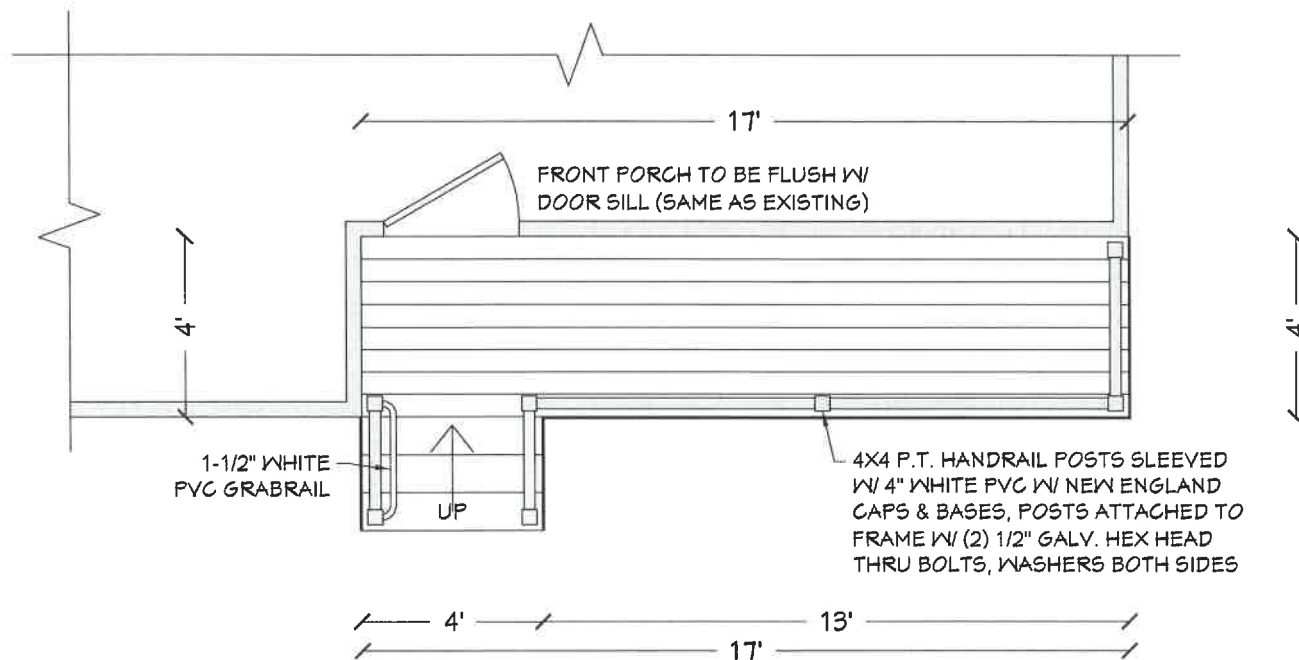 17'
FRONT PORCH TO BE FLUSH W/
DOOR SILL (SAME AS EXISTING)
4'
4'
1-1/2" WHITE
PVC GRABRAIL
UP
4X4 P.T. HANDRAIL POSTS SLEEVED
W/ 4" WHITE PVC W/ NEW ENGLAND
CAPS & BASES, POSTS ATTACHED TO
FRAME W/ (2) 1/2" GALV. HEX HEAD
THRU BOLTS, WASHERS BOTH SIDES
4'
13'
17'